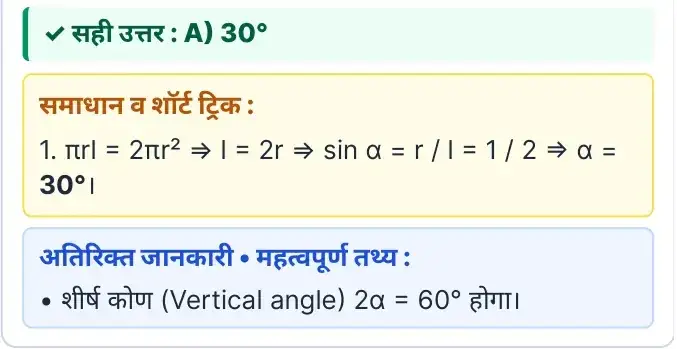 ✓ सही उत्तर : A) 30°
समाधान व शॉर्ट ट्रिक :
1. πrl = 2πr² ⇒ l = 2r ⇒ sin α = r / l = 1 / 2 ⇒ α =
30°।
अतिरिक्त जानकारी • महत्वपूर्ण तथ्य :
• शीर्ष कोण (Vertical angle) 2α = 60° होगा।